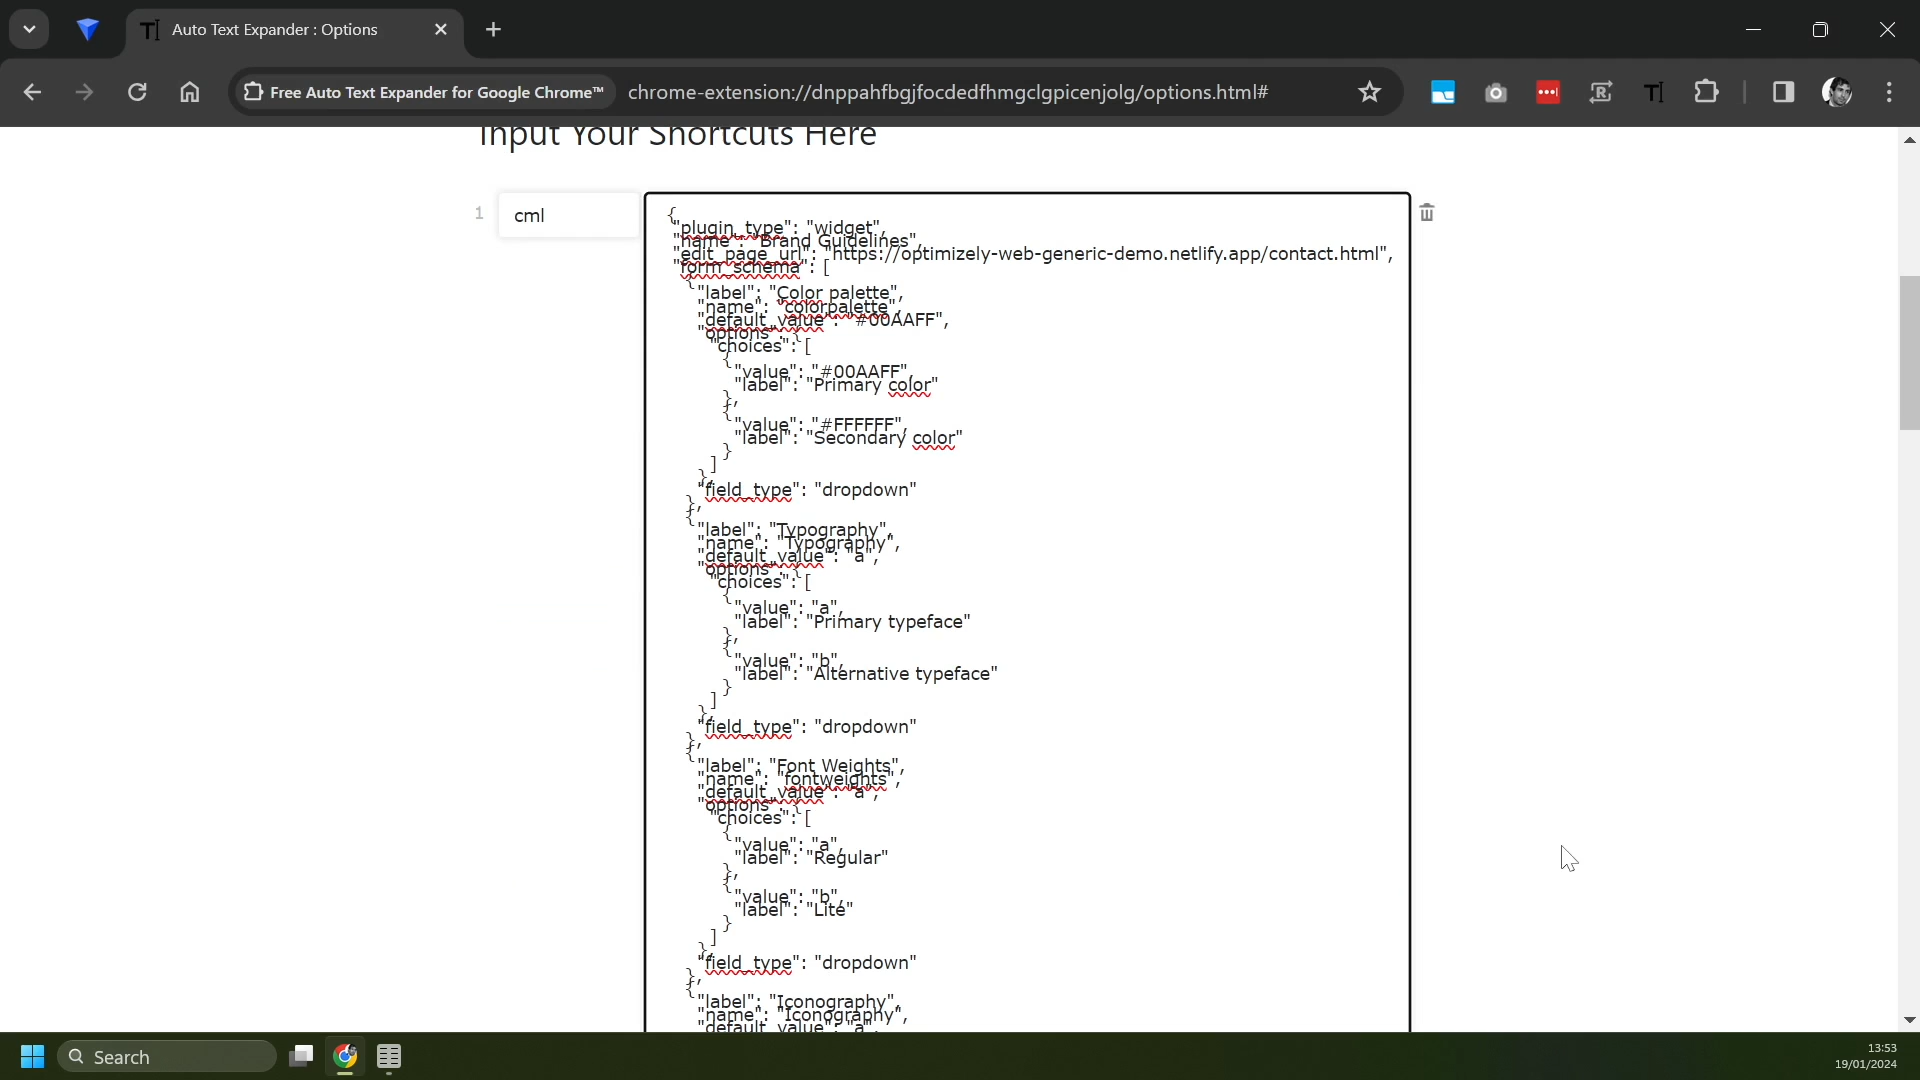 Auto Text Expander : Options
Free Auto Text Expander for Google Chrome™
chrome-extension://dnppahfbgjfocdedfhmgclgpicenjolg/options.html#
Input Your Shortcuts Here
1
cml
{
"plugin_type": "widget",
"name": "Brand Guidelines",
"edit_page_url": "https://optimizely-web-generic-demo.netlify.app/contact.html",
"form_schema": [
{
"label": "Color palette",
"name": "colorpalette",
"default_value": "#00AAFF",
"options": {
"choices": [
{
"value": "#00AAFF",
"label": "Primary color"
},
{
"value": "#FFFFFF",
"label": "Secondary color"
}
]
},
"field_type": "dropdown"
},
{
"label": "Typography",
"name": "Typography",
"default_value": "a",
"options": {
"choices": [
{
"value": "a",
"label": "Primary typeface"
},
{
"value": "b",
"label": "Alternative typeface"
}
]
},
"field_type": "dropdown"
},
{
"label": "Font Weights",
"name": "fontweights",
"default_value": "a",
"options": {
"choices": [
{
"value": "a",
"label": "Regular"
},
{
"value": "b",
"label": "Lite"
}
]
},
"field_type": "dropdown"
},
{
"label": "Iconography",
"name": "Iconography",
"default_value": "a",
Search
13:53
19/01/2024